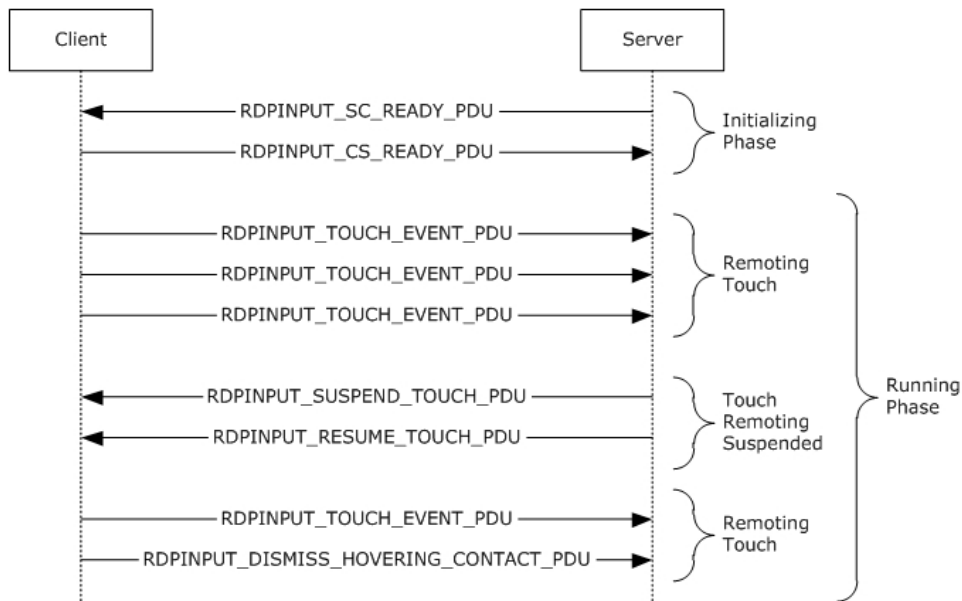 Client
Server
RDPINPUT_SC_READY_PDU
RDPINPUT_CS_READY_PDU
Initializing
Phase
RDPINPUT_TOUCH_EVENT_PDU
RDPINPUT_TOUCH_EVENT_PDU
RDPINPUT_TOUCH_EVENT_PDU
Remoting
Touch
RDPINPUT_SUSPEND_TOUCH_PDU
RDPINPUT_RESUME_TOUCH_PDU
Touch
Remoting
Suspended
Running
Phase
RDPINPUT_TOUCH_EVENT_PDU
RDPINPUT_DISMISS_HOVERING_CONTACT_PDU
Remoting
Touch